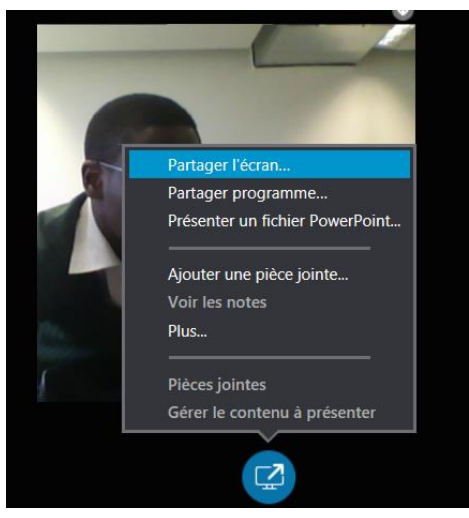 Partager l'écran...
Partager programme...
Présenter un fichier PowerPoint...
Ajouter une pièce jointe...
Voir les notes
Plus...
Pièces jointes
Gérer le contenu à présenter